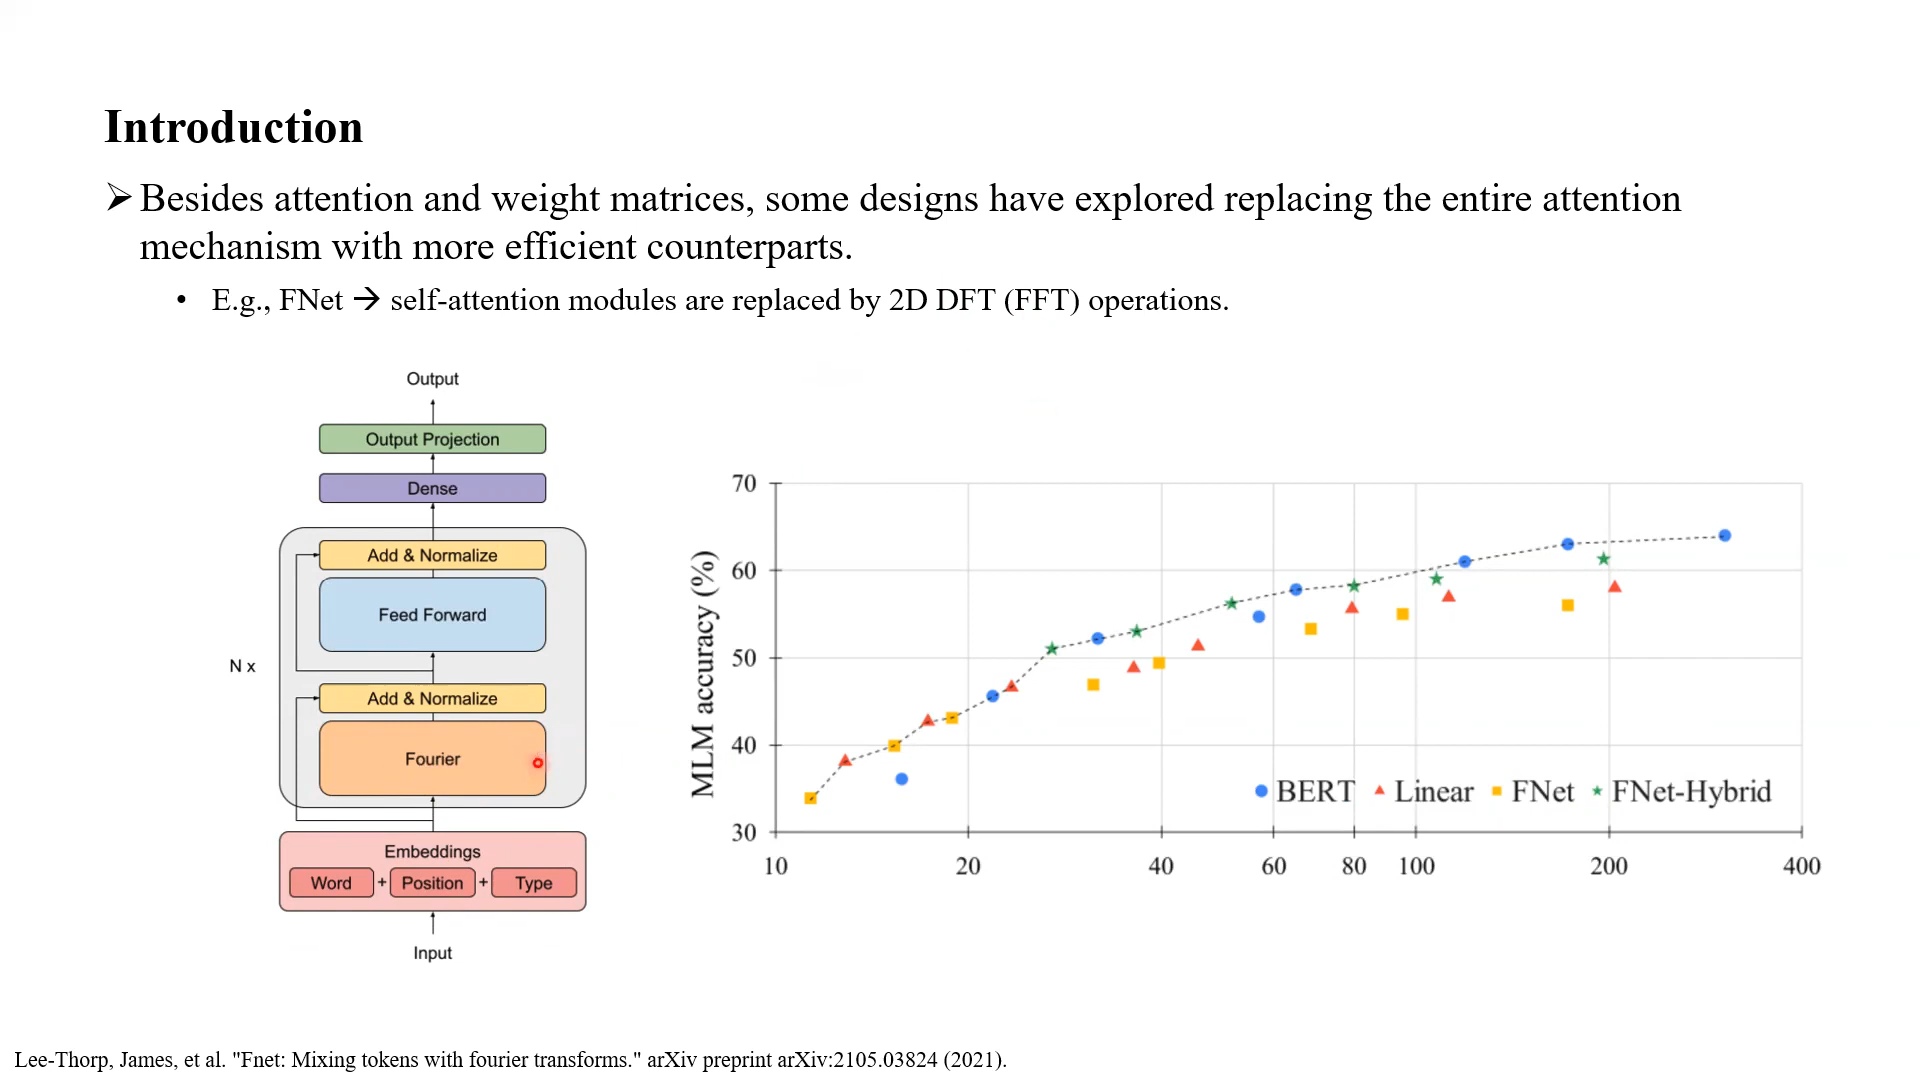 Introduction
➢ Besides attention and weight matrices, some designs have explored replacing the entire attention
mechanism with more efficient counterparts.
• E.g., FNet → self-attention modules are replaced by 2D DFT (FFT) operations.
Output
Output Projection
Dense
Add & Normalize
Feed Forward
N x
Add & Normalize
Fourier
Embeddings
Word + Position + Type
Input
MLM accuracy (%)
70
60
50
40
30
BERT Linear FNet FNet-Hybrid
10 20 40 60 80 100 200 400
Lee-Thorp, James, et al. "Fnet: Mixing tokens with fourier transforms." arXiv preprint arXiv:2105.03824 (2021).